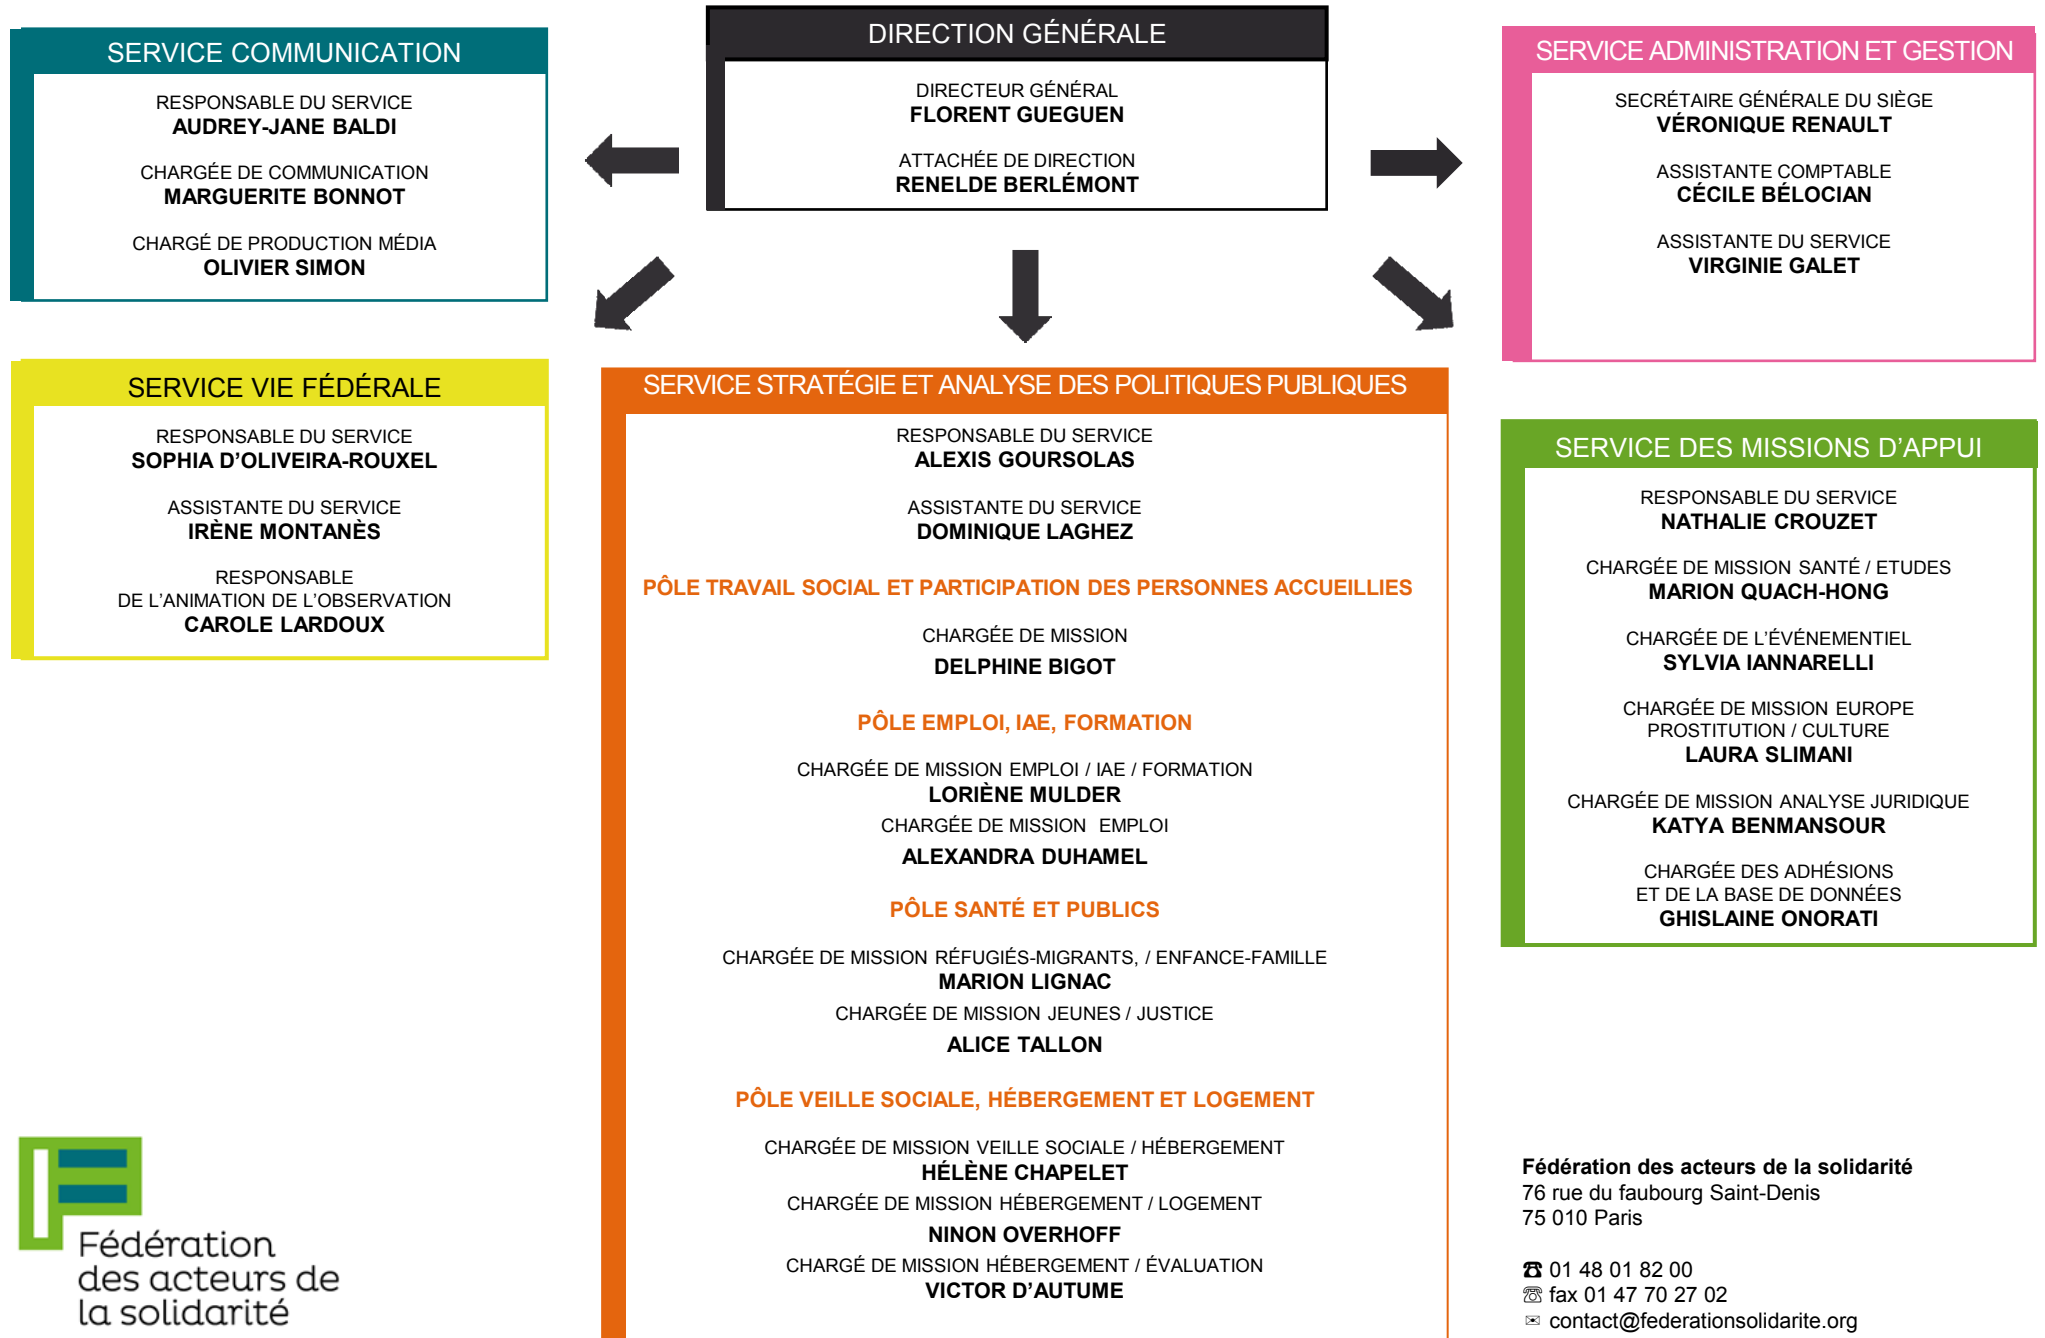 DIRECTION GÉNÉRALE
DIRECTEUR GÉNÉRAL
FLORENT GUEGUEN
ATTACHÉE DE DIRECTION
RENELDE BERLÉMONT
SERVICE COMMUNICATION
RESPONSABLE DU SERVICE
AUDREY-JANE BALDI
CHARGÉE DE COMMUNICATION
MARGUERITE BONNOT
CHARGÉ DE PRODUCTION MÉDIA
OLIVIER SIMON
SERVICE ADMINISTRATION ET GESTION
SECRÉTAIRE GÉNÉRALE DU SIÈGE
VÉRONIQUE RENAULT
ASSISTANTE COMPTABLE
CÉCILE BÉLOCIAN
ASSISTANTE DU SERVICE
VIRGINIE GALET
SERVICE VIE FÉDÉRALE
RESPONSABLE DU SERVICE
SOPHIA D’OLIVEIRA-ROUXEL
ASSISTANTE DU SERVICE
IRÈNE MONTANÈS
RESPONSABLE
DE L’ANIMATION DE L’OBSERVATION
CAROLE LARDOUX
SERVICE STRATÉGIE ET ANALYSE DES POLITIQUES PUBLIQUES
RESPONSABLE DU SERVICE
ALEXIS GOURSOLAS
ASSISTANTE DU SERVICE
DOMINIQUE LAGHEZ
PÔLE TRAVAIL SOCIAL ET PARTICIPATION DES PERSONNES ACCUEILLIES
CHARGÉE DE MISSION
DELPHINE BIGOT
PÔLE EMPLOI, IAE, FORMATION
CHARGÉE DE MISSION EMPLOI / IAE / FORMATION
LORIÈNE MULDER
CHARGÉE DE MISSION EMPLOI
ALEXANDRA DUHAMEL
PÔLE SANTÉ ET PUBLICS
CHARGÉE DE MISSION RÉFUGIÉS-MIGRANTS, / ENFANCE-FAMILLE
MARION LIGNAC
CHARGÉE DE MISSION JEUNES / JUSTICE
ALICE TALLON
PÔLE VEILLE SOCIALE, HÉBERGEMENT ET LOGEMENT
CHARGÉE DE MISSION VEILLE SOCIALE / HÉBERGEMENT
HÉLÈNE CHAPELET
CHARGÉE DE MISSION HÉBERGEMENT / LOGEMENT
NINON OVERHOFF
CHARGÉ DE MISSION HÉBERGEMENT / ÉVALUATION
VICTOR D’AUTUME
SERVICE DES MISSIONS D’APPUI
RESPONSABLE DU SERVICE
NATHALIE CROUZET
CHARGÉE DE MISSION SANTÉ / ETUDES
MARION QUACH-HONG
CHARGÉE DE L’ÉVÉNEMENTIEL
SYLVIA IANNARELLI
CHARGÉE DE MISSION EUROPE
PROSTITUTION / CULTURE
LAURA SLIMANI
CHARGÉE DE MISSION ANALYSE JURIDIQUE
KATYA BENMANSOUR
CHARGÉE DES ADHÉSIONS
ET DE LA BASE DE DONNÉES
GHISLAINE ONORATI
Fédération
des acteurs de
la solidarité
Fédération des acteurs de la solidarité
76 rue du faubourg Saint-Denis
75 010 Paris
☎ 01 48 01 82 00
fax 01 47 70 27 02
contact@federationsolidarite.org